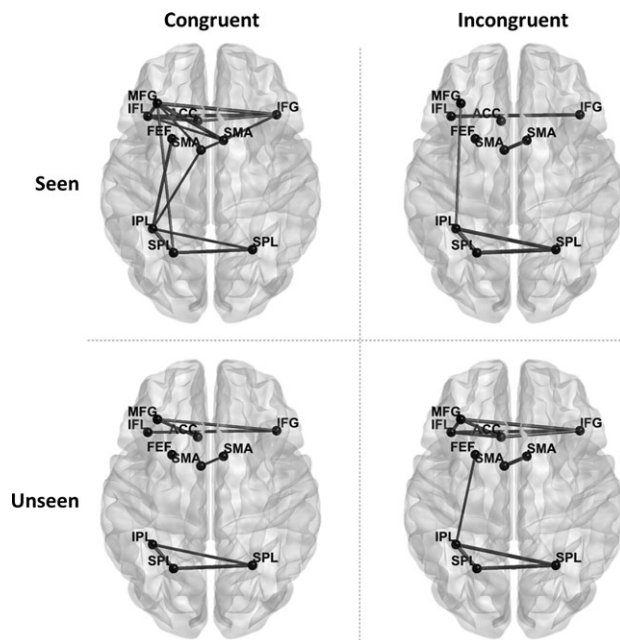 Congruent Incongruent
Seen
MFG
IFL ACC IFG
FEF SMA SMA
IPL
SPL SPL
MFG
IFL ACC IFG
FEF SMA SMA
IPL
SPL SPL
Unseen
MFG
IFL ACC IFG
FEF SMA SMA
IPL
SPL SPL
MFG
IFL ACC IFG
FEF SMA SMA
IPL
SPL SPL